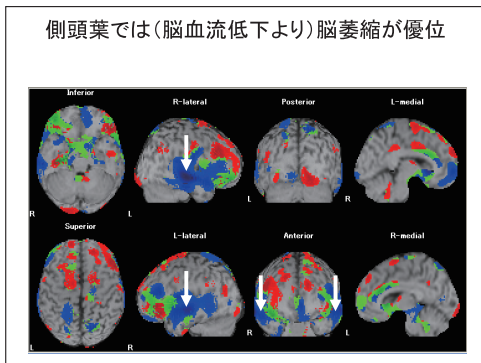 側頭葉では(脳血流低下より)脳萎縮が優位
Inferior
R-lateral
Posterior
L-medial
R
L
L
R
Superior
L-lateral
Anterior
R-medial
L
R
R
L